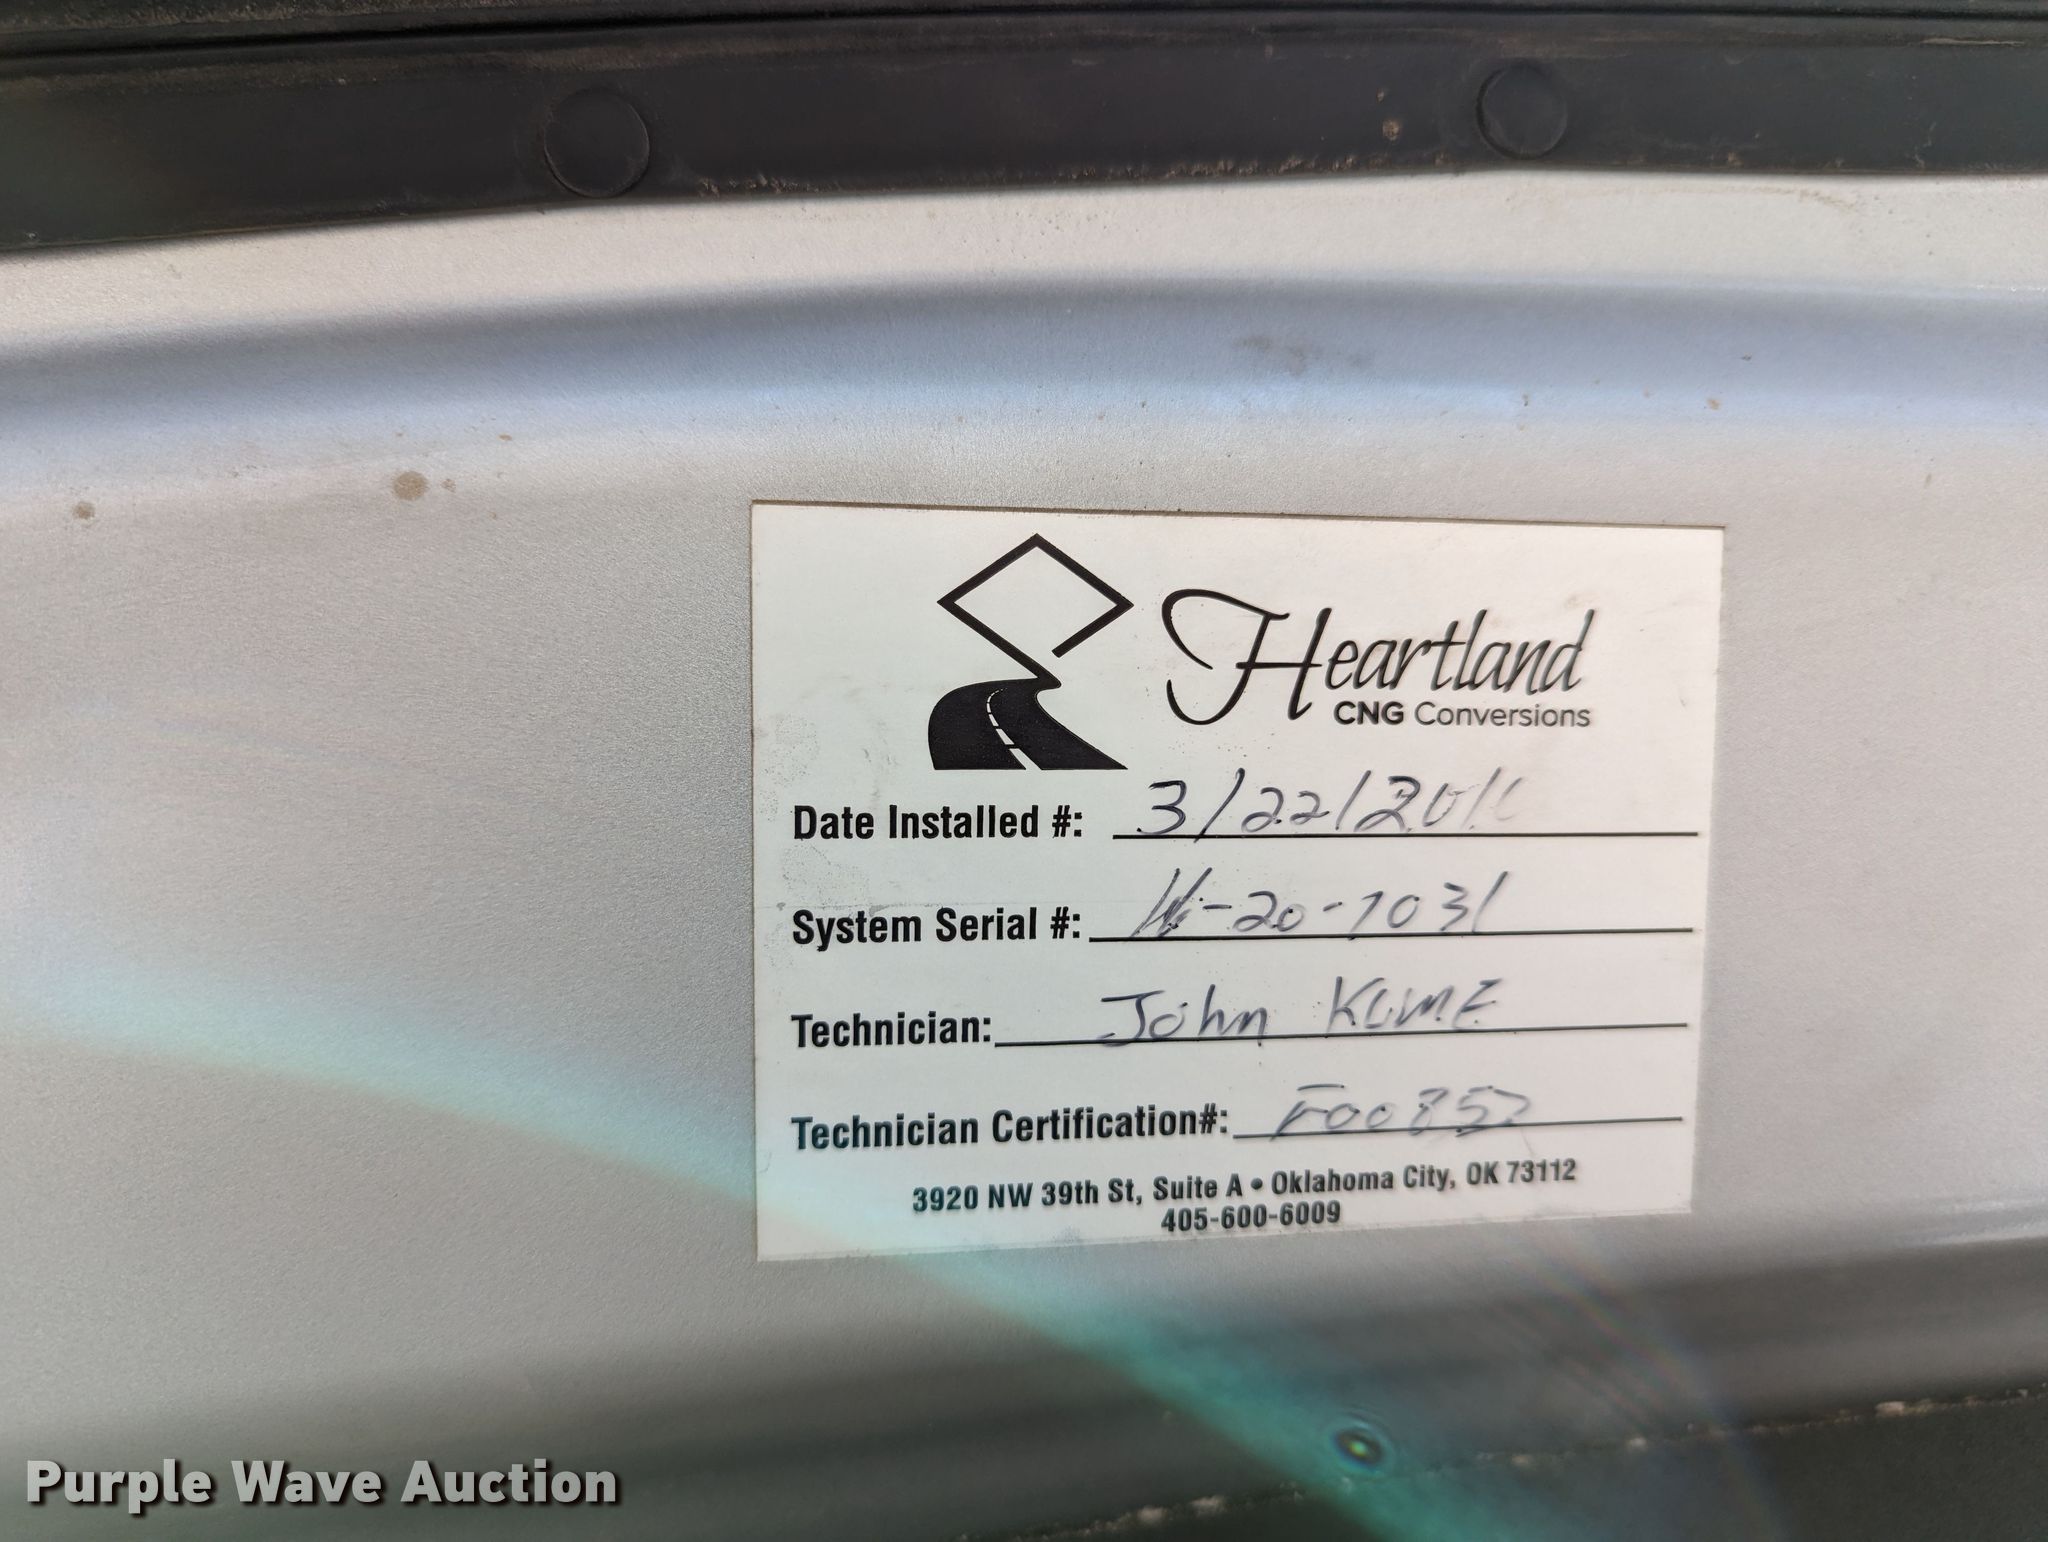 Heartland
CNG Conversions
Date Installed #: 3/22/2016
System Serial #: -20-1031
Technician: John
Technician Certification#: F00852
3920 NW 39th St, Suite A • Oklahoma City, OK 73112
405-600-6009
Purple Wave Auction